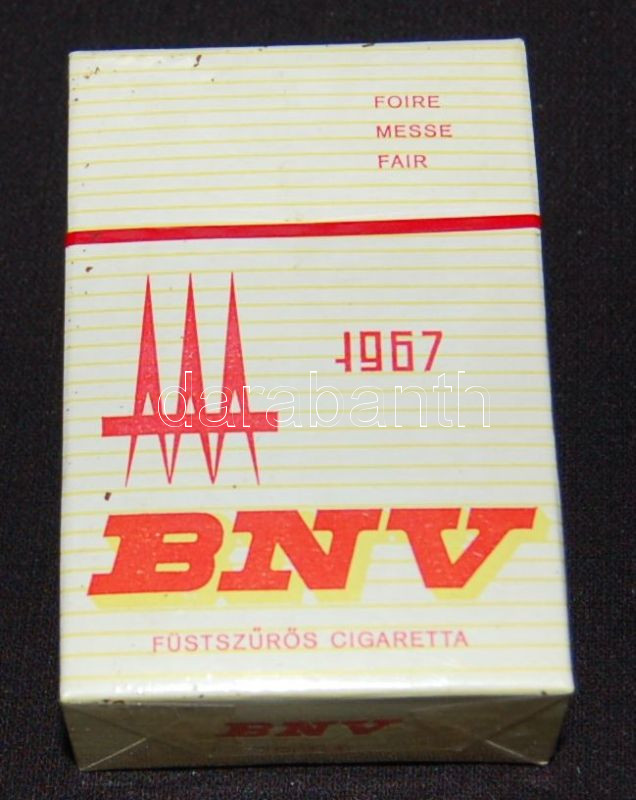 FOIRE
MESSE
FAIR
1967
darabanth
BNV
FÜSTSZŰRŐS CIGARETTA
BNV